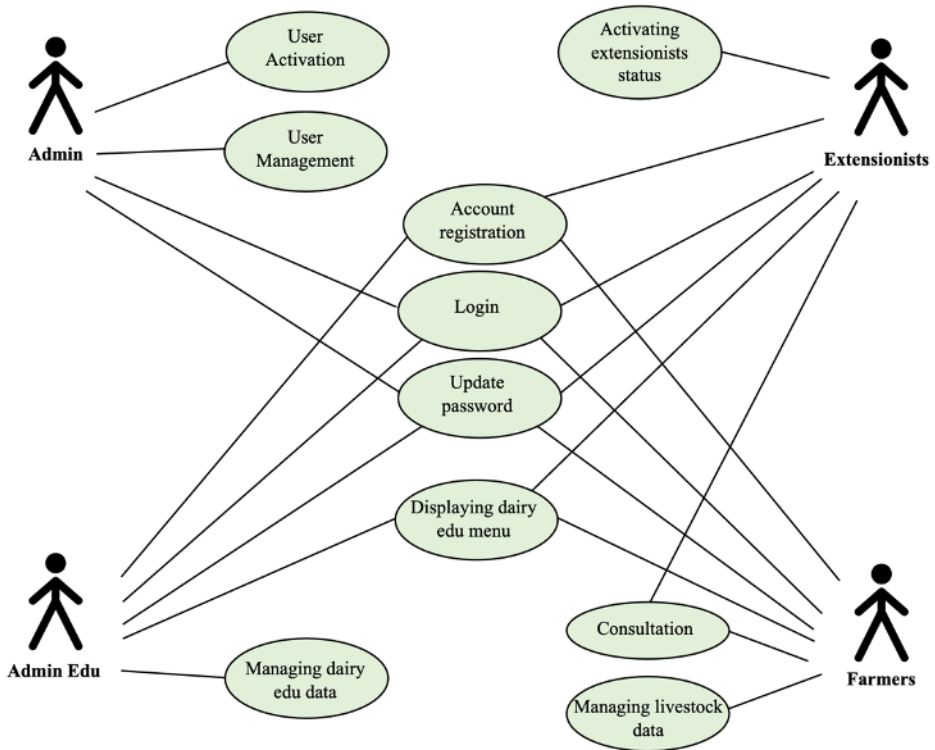 User
Activation
Activating
extensionists
status
Admin
User
Management
Extensionists
Account
registration
Login
Update
password
Displaying dairy
edu menu
Consultation
Admin Edu
Managing dairy
edu data
Farmers
Managing livestock
data